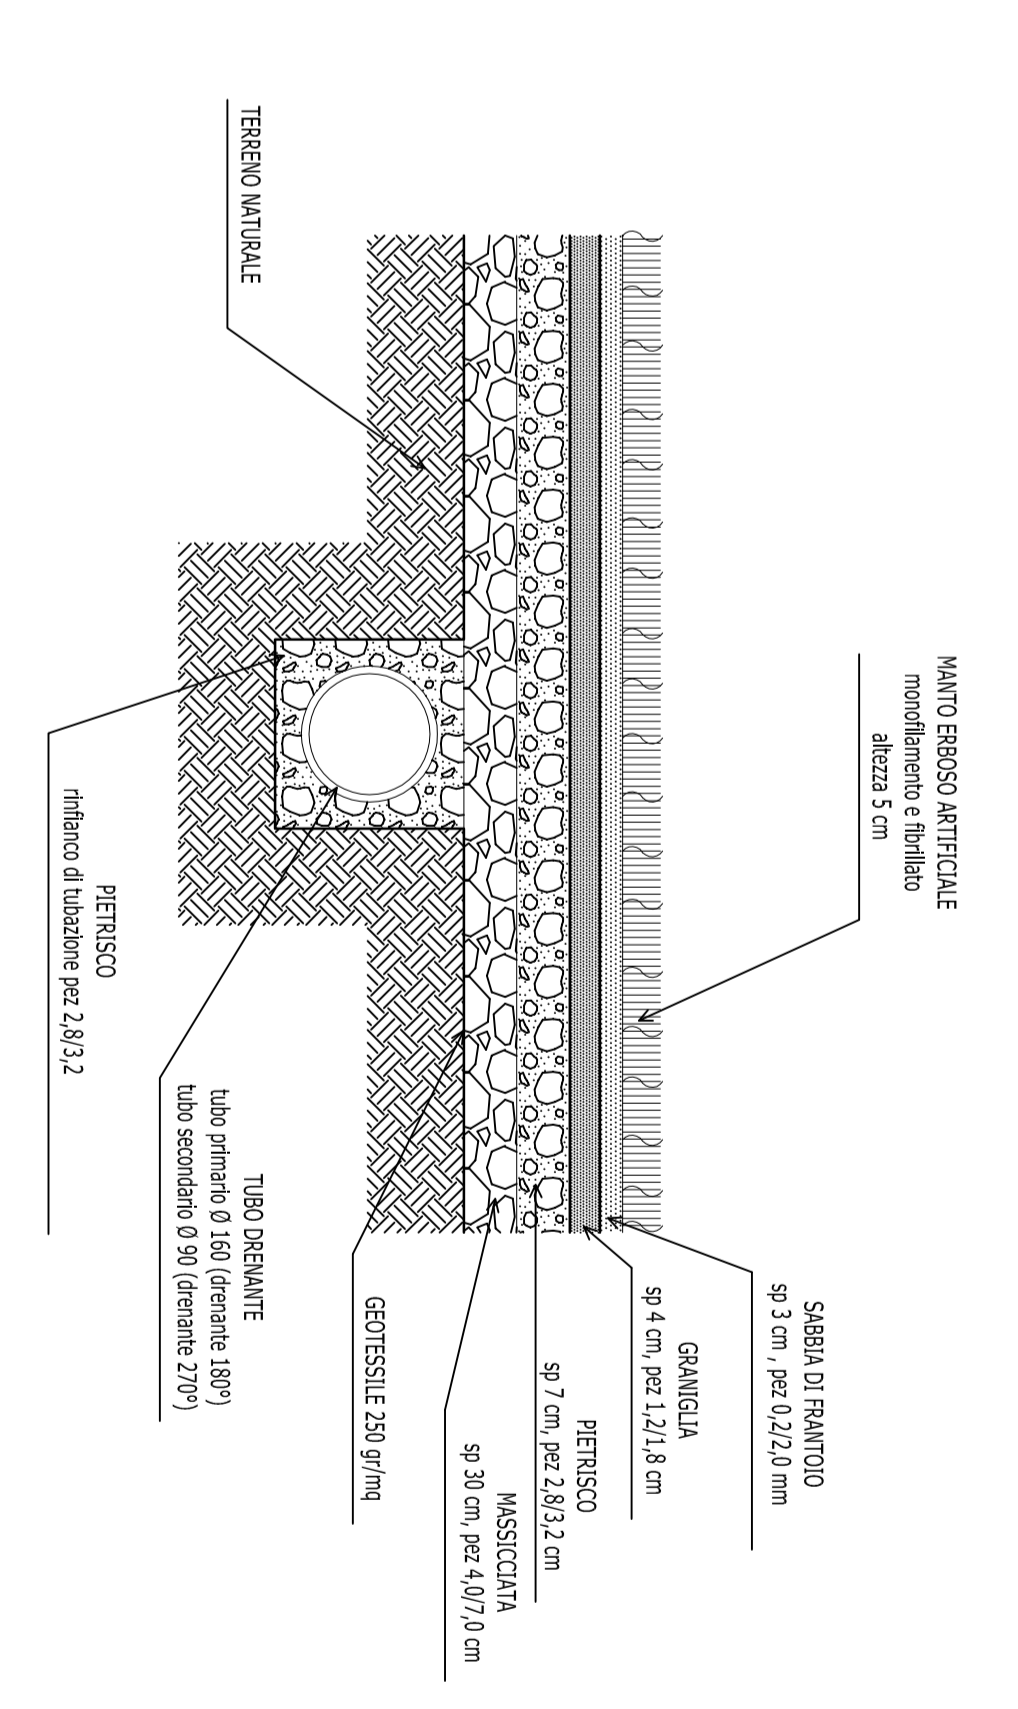 MANTO ERBOSO ARTIFICIALE
monofilamento e fibrillato
altezza 5 cm
SABBIA DI FRANTOIO
sp 3 cm , pez 0,2/2,0 mm
GRANIGLIA
sp 4 cm, pez 1,2/1,8 cm
PIETRISCO
sp 7 cm, pez 2,8/3,2 cm
MASSICCIATA
sp 30 cm, pez 4,0/7,0 cm
GEOTESSILE 250 gr/mq
TERRENO NATURALE
TUBO DRENANTE
tubo primario Ø 160 (drenante 180°)
tubo secondario Ø 90 (drenante 270°)
PIETRISCO
rinfianco di tubazione pez 2,8/3,2